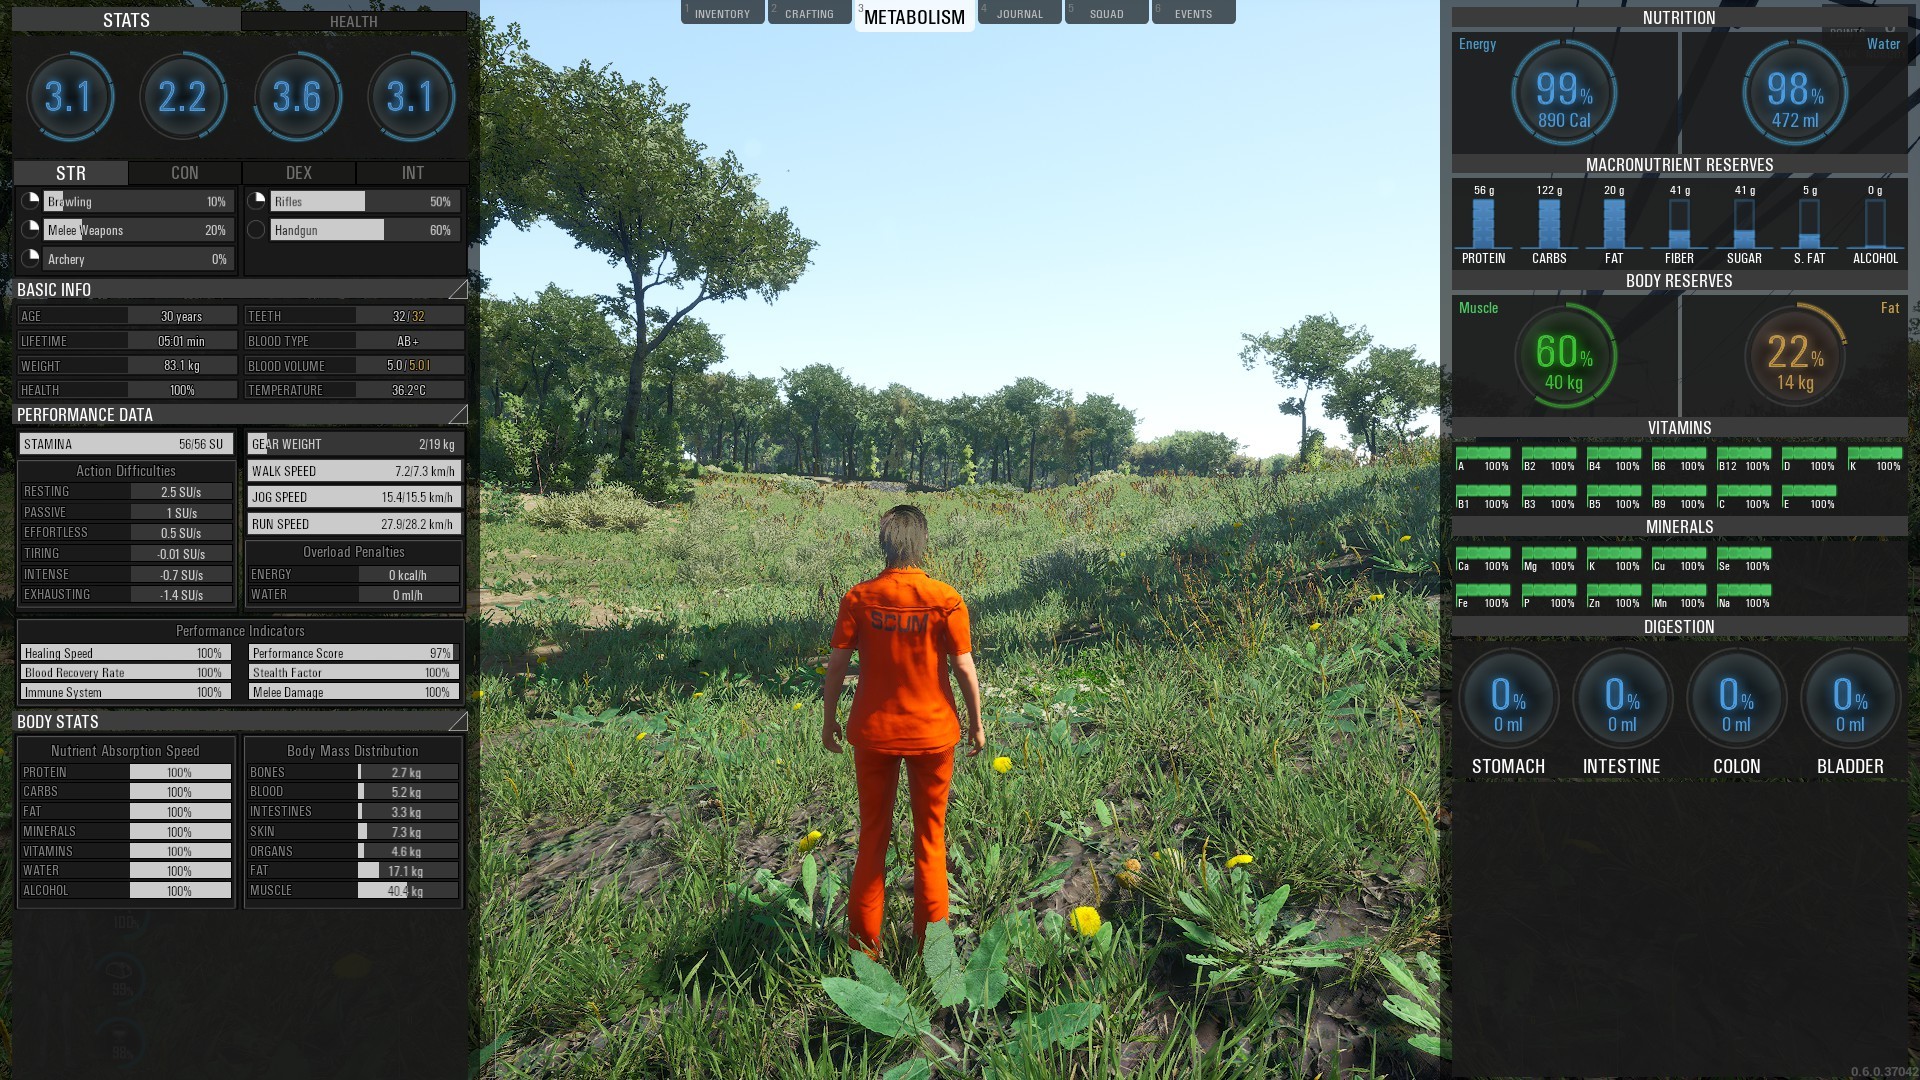 STATS
HEALTH
3.1
2.2
3.6
3.1
STR
CON
DEX
INT
Brawling 10%
Melee Weapons 20%
Archery 0%
Rifles 50%
Handgun 60%
BASIC INFO
AGE 30 years
LIFETIME 05:01 min
WEIGHT 83.1 kg
HEALTH 100%
TEETH 32/32
BLOOD TYPE AB+
BLOOD VOLUME 5.0/5.0 l
TEMPERATURE 36.2°C
PERFORMANCE DATA
STAMINA 56/56 SU
Action Difficulties
RESTING 2.5 SU/s
PASSIVE 1 SU/s
EFFORTLESS 0.5 SU/s
TIRING -0.01 SU/s
INTENSE -0.7 SU/s
EXHAUSTING -1.4 SU/s
GEAR WEIGHT 2/19 kg
WALK SPEED 7.2/7.3 km/h
JOG SPEED 15.4/15.5 km/h
RUN SPEED 27.9/28.2 km/h
Overload Penalties
ENERGY 0 kcal/h
WATER 0 ml/h
Performance Indicators
Healing Speed 100%
Blood Recovery Rate 100%
Immune System 100%
Performance Score 97%
Stealth Factor 100%
Melee Damage 100%
BODY STATS
Nutrient Absorption Speed
PROTEIN 100%
CARBS 100%
FAT 100%
MINERALS 100%
VITAMINS 100%
WATER 100%
ALCOHOL 100%
Body Mass Distribution
BONES 2.7 kg
BLOOD 5.2 kg
INTESTINES 3.3 kg
SKIN 7.3 kg
ORGANS 4.6 kg
FAT 17.1 kg
MUSCLE 40.4 kg
1 INVENTORY
2 CRAFTING
3 METABOLISM
4 JOURNAL
5 SQUAD
6 EVENTS
SCUM
NUTRITION
Energy
99%
890 Cal
Water
98%
472 ml
MACRONUTRIENT RESERVES
56 g 122 g 20 g 41 g 41 g 5 g 0 g
PROTEIN CARBS FAT FIBER SUGAR S. FAT ALCOHOL
BODY RESERVES
Muscle
60%
40 kg
Fat
22%
14 kg
VITAMINS
A 100% B2 100% B4 100% B6 100% B12 100% D 100% K 100%
B1 100% B3 100% B5 100% B9 100% C 100% E 100%
MINERALS
Ca 100% Mg 100% K 100% Cu 100% Se 100%
Fe 100% P 100% Zn 100% Mn 100% Na 100%
DIGESTION
0% 0% 0% 0%
0 ml 0 ml 0 ml 0 ml
STOMACH INTESTINE COLON BLADDER
0.6.0.37042